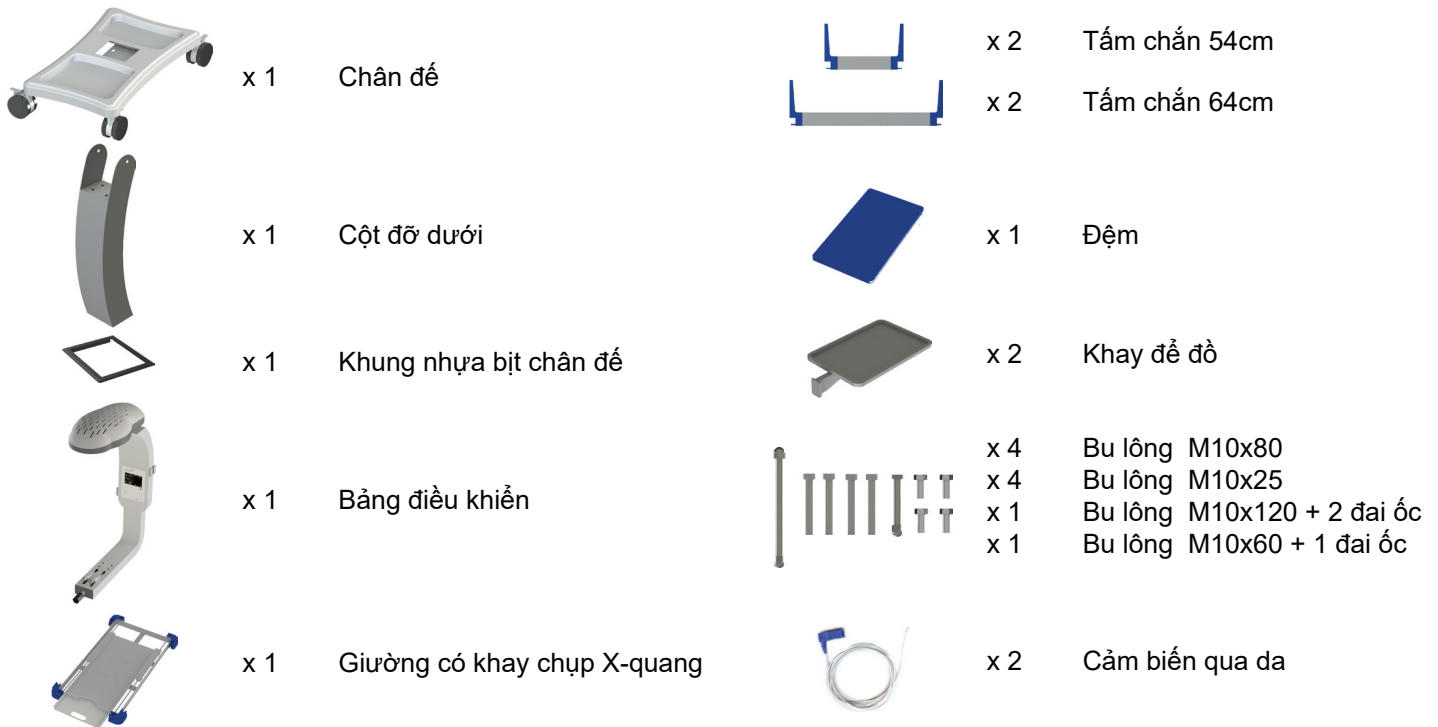 x 1 Chân đế
x 1 Cột đỡ dưới
x 1 Khung nhựa bịt chân đế
x 1 Bảng điều khiển
x 1 Giường có khay chụp X-quang
x 2 Tấm chắn 54cm
x 2 Tấm chắn 64cm
x 1 Đệm
x 2 Khay để đồ
x 4 Bu lông M10x80
x 4 Bu lông M10x25
x 1 Bu lông M10x120 + 2 đai ốc
x 1 Bu lông M10x60 + 1 đai ốc
x 2 Cảm biến qua da